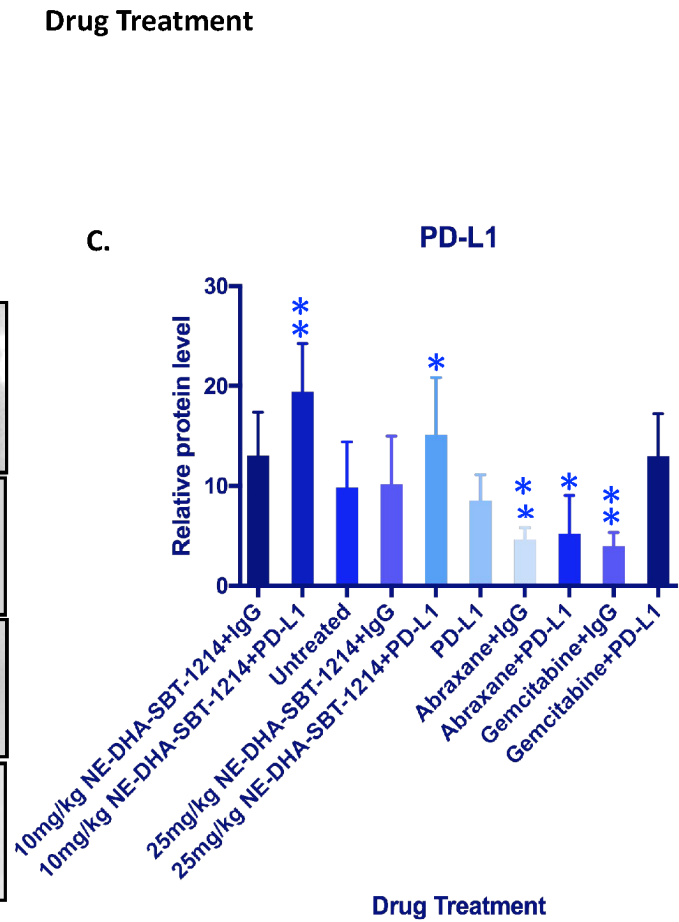 Drug Treatment
C.
PD-L1
Relative protein level
30
20
10
0
**
*
**
*
**
10mg/kg NE-DHA-SBT-1214+IgG
10mg/kg NE-DHA-SBT-1214+PD-L1
Untreated
25mg/kg NE-DHA-SBT-1214+IgG
25mg/kg NE-DHA-SBT-1214+PD-L1
PD-L1
Abraxane+IgG
Abraxane+PD-L1
Gemcitabine+IgG
Gemcitabine+PD-L1
Drug Treatment